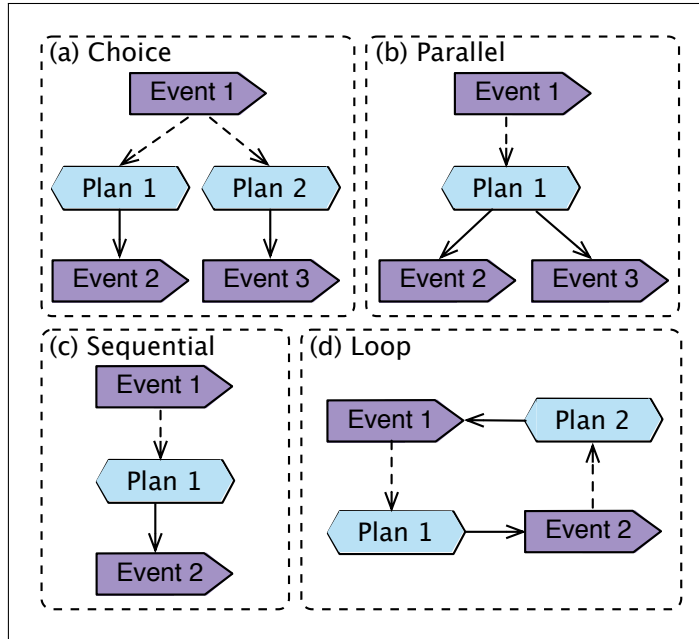 (a) Choice
Event 1
Plan 1
Plan 2
Event 2
Event 3
(b) Parallel
Event 1
Plan 1
Event 2
Event 3
(c) Sequential
Event 1
Plan 1
Event 2
(d) Loop
Event 1
Plan 2
Plan 1
Event 2